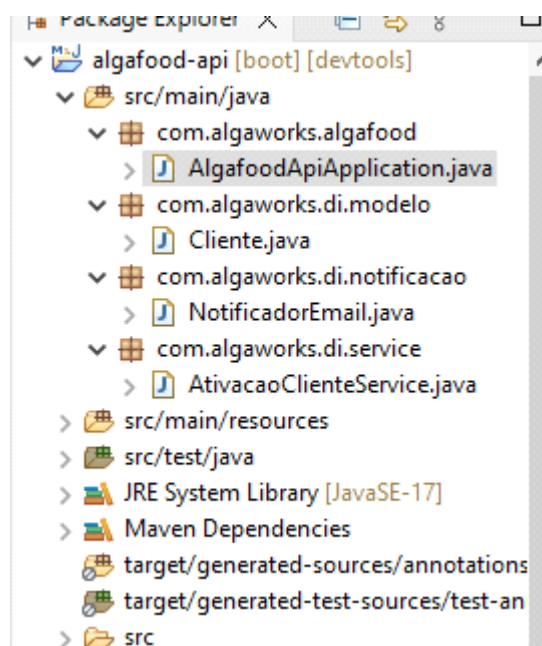 Package Explorer
algafood-api [boot] [devtools]
src/main/java
com.algaworks.algafood
AlgafoodApiApplication.java
com.algaworks.di.modelo
Cliente.java
com.algaworks.di.notificacao
NotificadorEmail.java
com.algaworks.di.service
AtivacaoClienteService.java
src/main/resources
src/test/java
JRE System Library [JavaSE-17]
Maven Dependencies
target/generated-sources/annotations
target/generated-test-sources/test-an
src